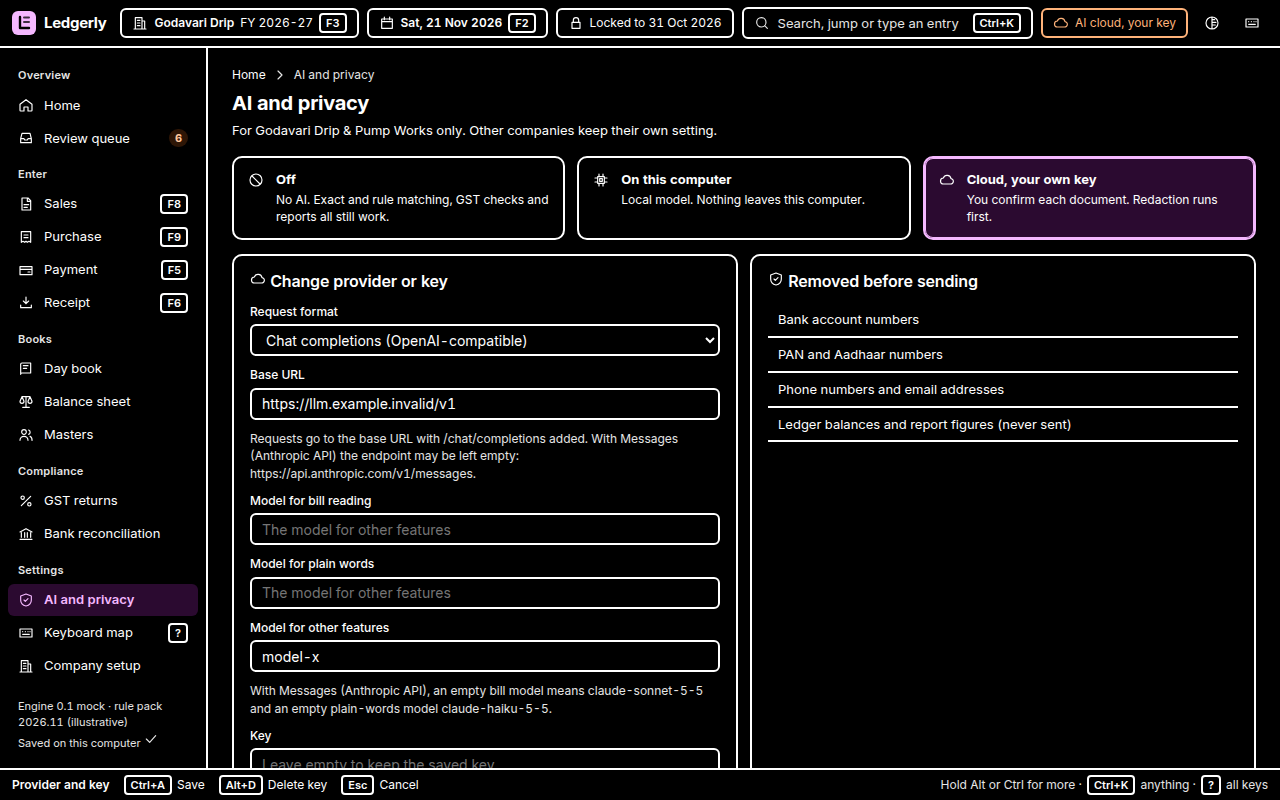 Ledgerly
Godavari Drip FY 2026-27 F3
Sat, 21 Nov 2026 F2
Locked to 31 Oct 2026
Search, jump or type an entry Ctrl+K
AI cloud, your key
Overview
Home
Review queue 6
Enter
Sales F8
Purchase F9
Payment F5
Receipt F6
Books
Day book
Balance sheet
Masters
Compliance
GST returns
Bank reconciliation
Settings
AI and privacy
Keyboard map ?
Company setup
Engine 0.1 mock · rule pack
2026.11 (illustrative)
Saved on this computer
Home > AI and privacy
AI and privacy
For Godavari Drip & Pump Works only. Other companies keep their own setting.
Off
No AI. Exact and rule matching, GST checks and
reports all still work.
On this computer
Local model. Nothing leaves this computer.
Cloud, your own key
You confirm each document. Redaction runs
first.
Change provider or key
Request format
Chat completions (OpenAI-compatible)
Base URL
https://llm.example.invalid/v1
Requests go to the base URL with /chat/completions added. With Messages
(Anthropic API) the endpoint may be left empty:
https://api.anthropic.com/v1/messages.
Model for bill reading
The model for other features
Model for plain words
The model for other features
Model for other features
model-x
With Messages (Anthropic API), an empty bill model means claude-sonnet-5-5
and an empty plain-words model claude-haiku-5-5.
Key
Leave empty to keep the saved key
Removed before sending
Bank account numbers
PAN and Aadhaar numbers
Phone numbers and email addresses
Ledger balances and report figures (never sent)
Provider and key Ctrl+A Save Alt+D Delete key Esc Cancel
Hold Alt or Ctrl for more · Ctrl+K anything · ? all keys